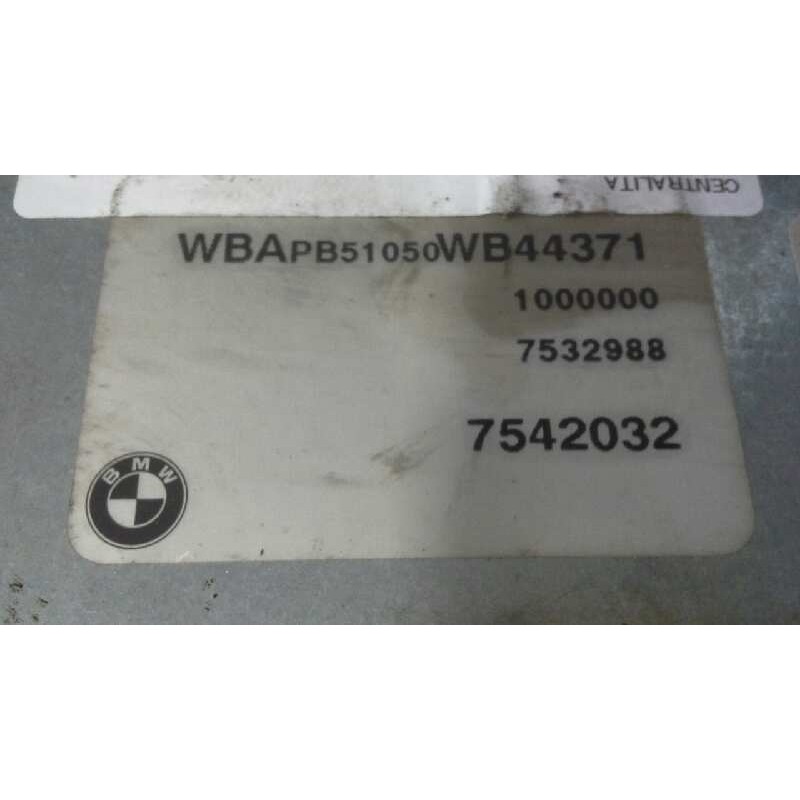 CENTRALITA
WBAPB51050WB44371
1000000
7532988
7542032
BMW